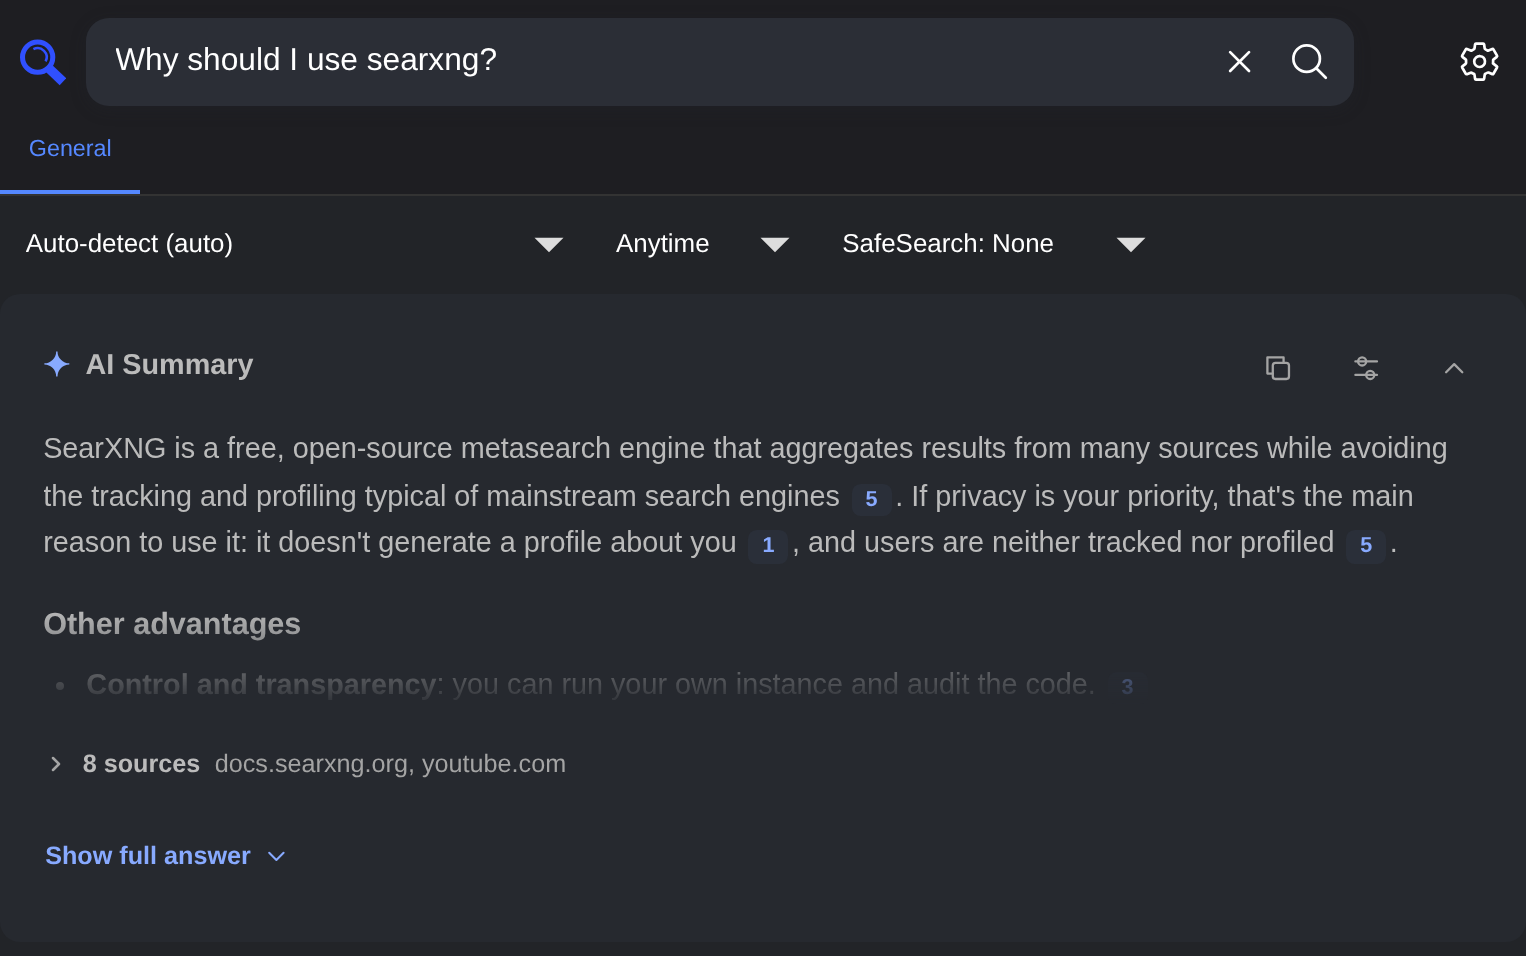 Why should I use searxng?
General
Auto-detect (auto)
Anytime
SafeSearch: None
AI Summary
SearXNG is a free, open-source metasearch engine that aggregates results from many sources while avoiding
the tracking and profiling typical of mainstream search engines 5 . If privacy is your priority, that's the main
reason to use it: it doesn't generate a profile about you 1 , and users are neither tracked nor profiled 5 .
Other advantages
• Control and transparency: you can run your own instance and audit the code. 3
8 sources docs.searxng.org, youtube.com
Show full answer